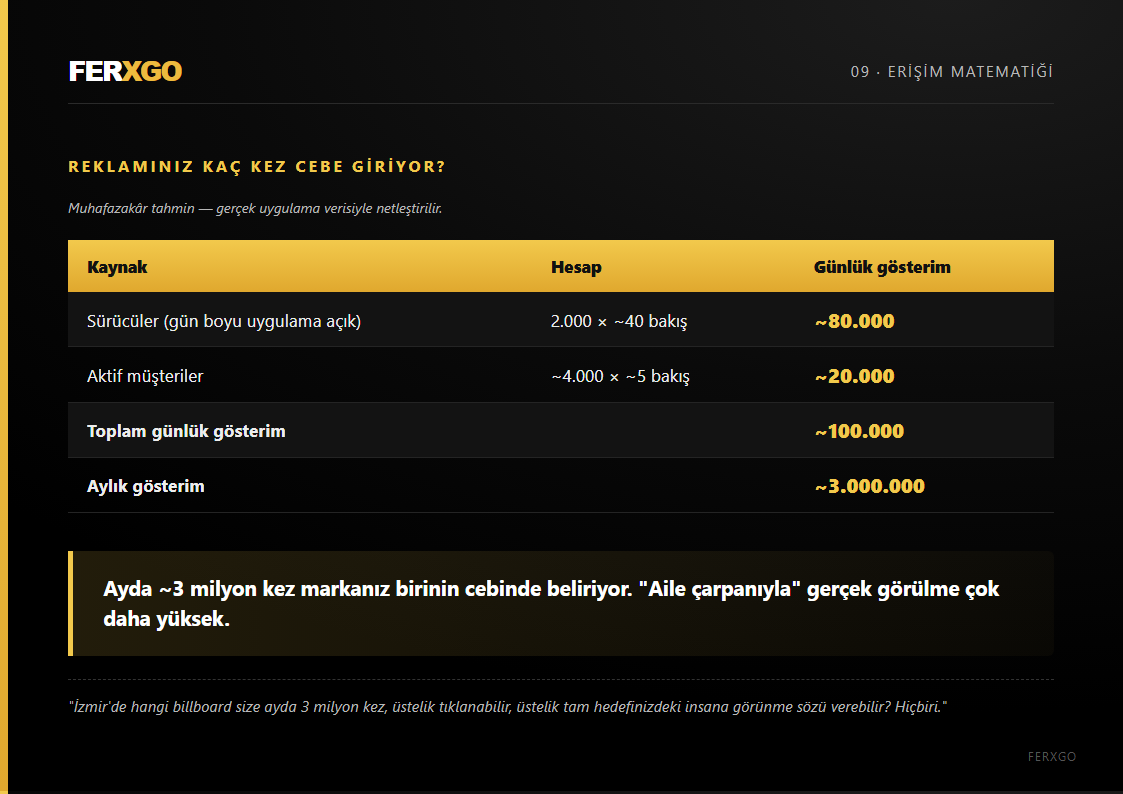 FERXGO
09 · ERİŞİM MATEMATİĞİ
REKLAMINIZ KAÇ KEZ CEBE GİRİYOR?
Muhafazakâr tahmin — gerçek uygulama verisiyle netleştirilir.
Kaynak Hesap Günlük gösterim
Sürücüler (gün boyu uygulama açık) 2.000 × ~40 bakış ~80.000
Aktif müşteriler ~4.000 × ~5 bakış ~20.000
Toplam günlük gösterim ~100.000
Aylık gösterim ~3.000.000
Ayda ~3 milyon kez markanız birinin cebinde beliriyor. "Aile çarpanıyla" gerçek görülme çok
daha yüksek.
"İzmir'de hangi billboard size ayda 3 milyon kez, üstelik tıklanabilir, üstelik tam hedefinizdeki insana görünme sözü verebilir? Hiçbiri."
FERXGO